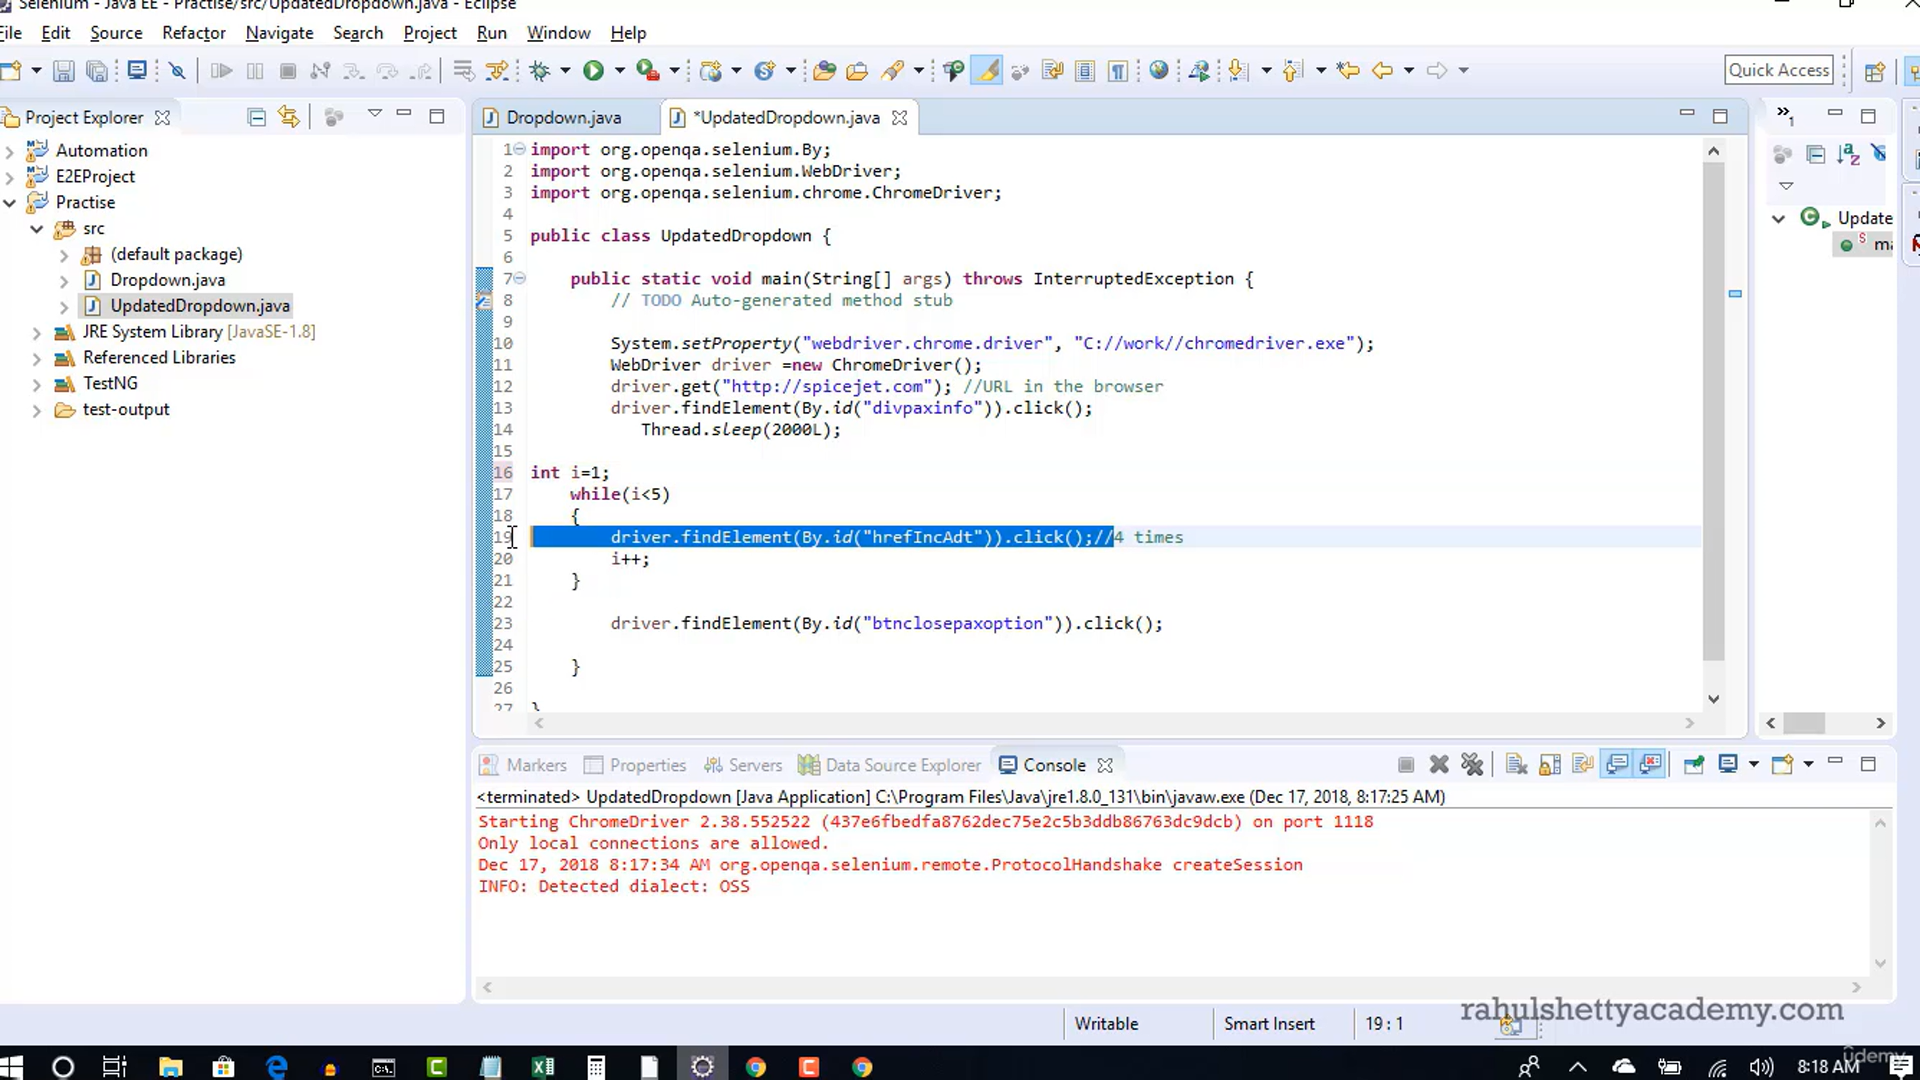 Selenium - Java EE - Practise/src/UpdatedDropdown.java - Eclipse
File Edit Source Refactor Navigate Search Project Run Window Help
Quick Access
Project Explorer
Dropdown.java
*UpdatedDropdown.java
Automation
E2EProject
Practise
src
(default package)
Dropdown.java
UpdatedDropdown.java
JRE System Library [JavaSE-1.8]
Referenced Libraries
TestNG
test-output
1 import org.openqa.selenium.By;
2 import org.openqa.selenium.WebDriver;
3 import org.openqa.selenium.chrome.ChromeDriver;
4
5 public class UpdatedDropdown {
6
7 public static void main(String[] args) throws InterruptedException {
8 // TODO Auto-generated method stub
9
10 System.setProperty("webdriver.chrome.driver", "C://work//chromedriver.exe");
11 WebDriver driver =new ChromeDriver();
12 driver.get("http://spicejet.com"); //URL in the browser
13 driver.findElement(By.id("divpaxinfo")).click();
14 Thread.sleep(2000L);
15
16 int i=1;
17 while(i<5)
18 {
19 driver.findElement(By.id("hrefIncAdt")).click();//4 times
20 i++;
21 }
22
23 driver.findElement(By.id("btnclosepaxoption")).click();
24
25 }
26
27 }
Update
ma
Markers Properties Servers Data Source Explorer Console
<terminated> UpdatedDropdown [Java Application] C:\Program Files\Java\jre1.8.0_131\bin\javaw.exe (Dec 17, 2018, 8:17:25 AM)
Starting ChromeDriver 2.38.552522 (437e6fbedfa8762dec75e2c5b3ddb86763dc9dcb) on port 1118
Only local connections are allowed.
Dec 17, 2018 8:17:34 AM org.openqa.selenium.remote.ProtocolHandshake createSession
INFO: Detected dialect: OSS
rahulshettyacademy.com
Writable Smart Insert 19 : 1
udemy
8:18 AM